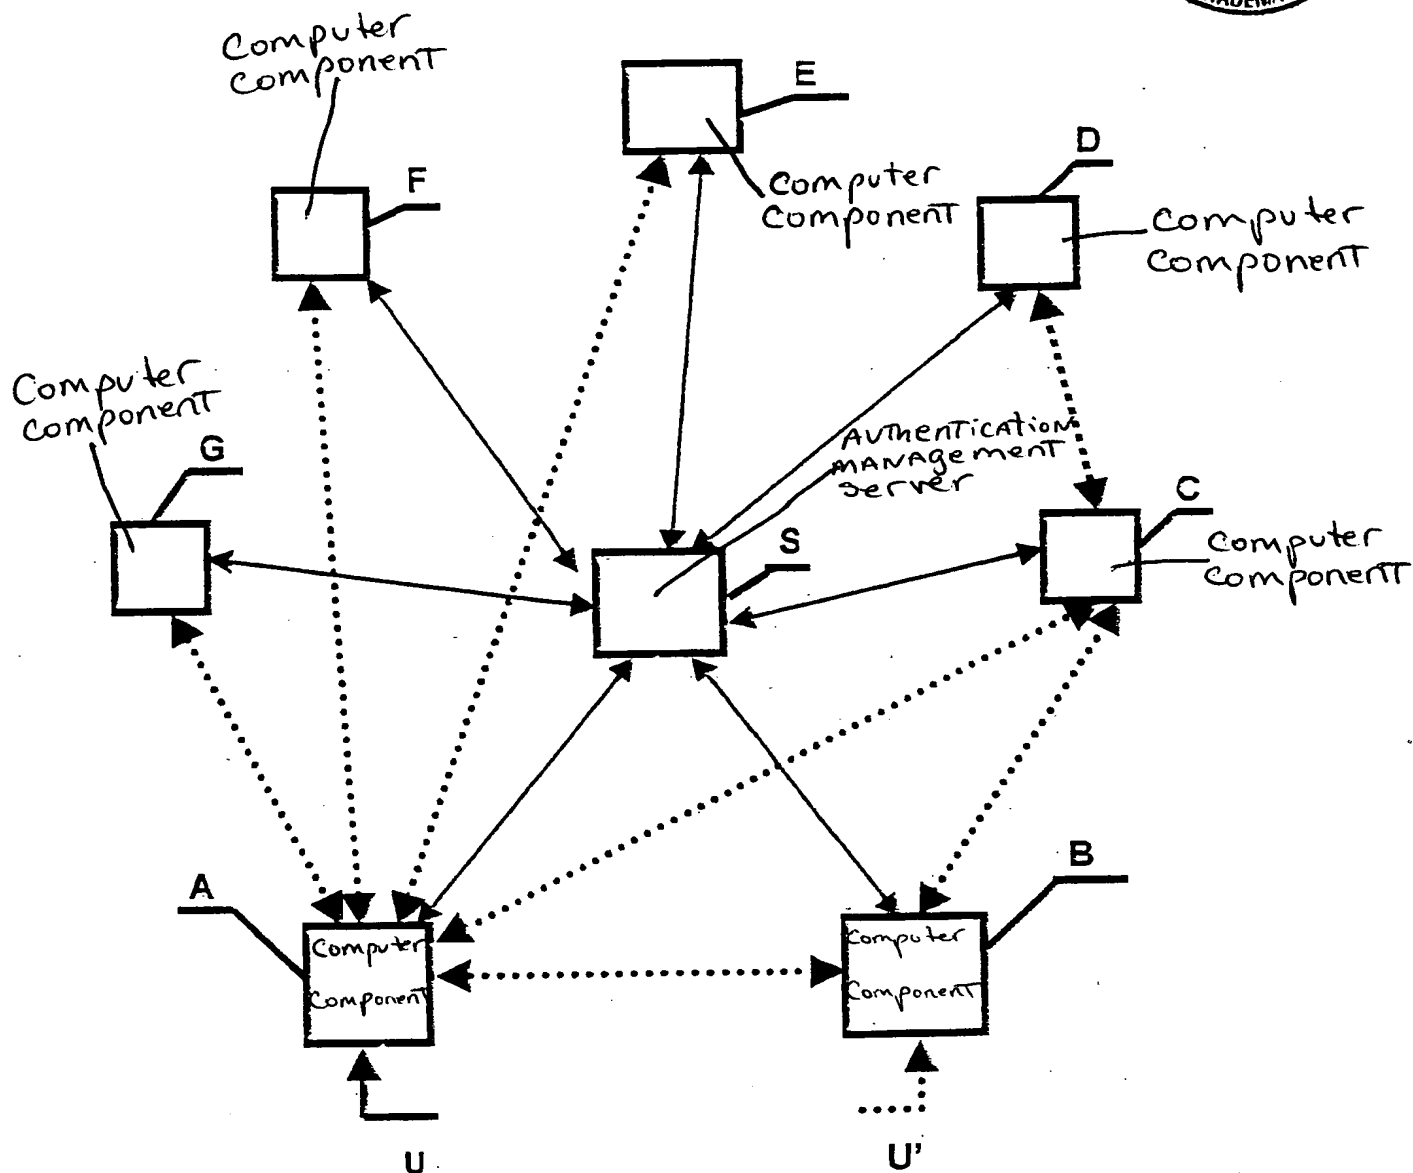 Computer
Component
E
D
F
Computer
Component
Computer
Component
Computer
Component
G
AUTHENTICATION
MANAGEMENT
Server
C
S
Computer
Component
A
B
Computer
Component
Computer
Component
U
U'